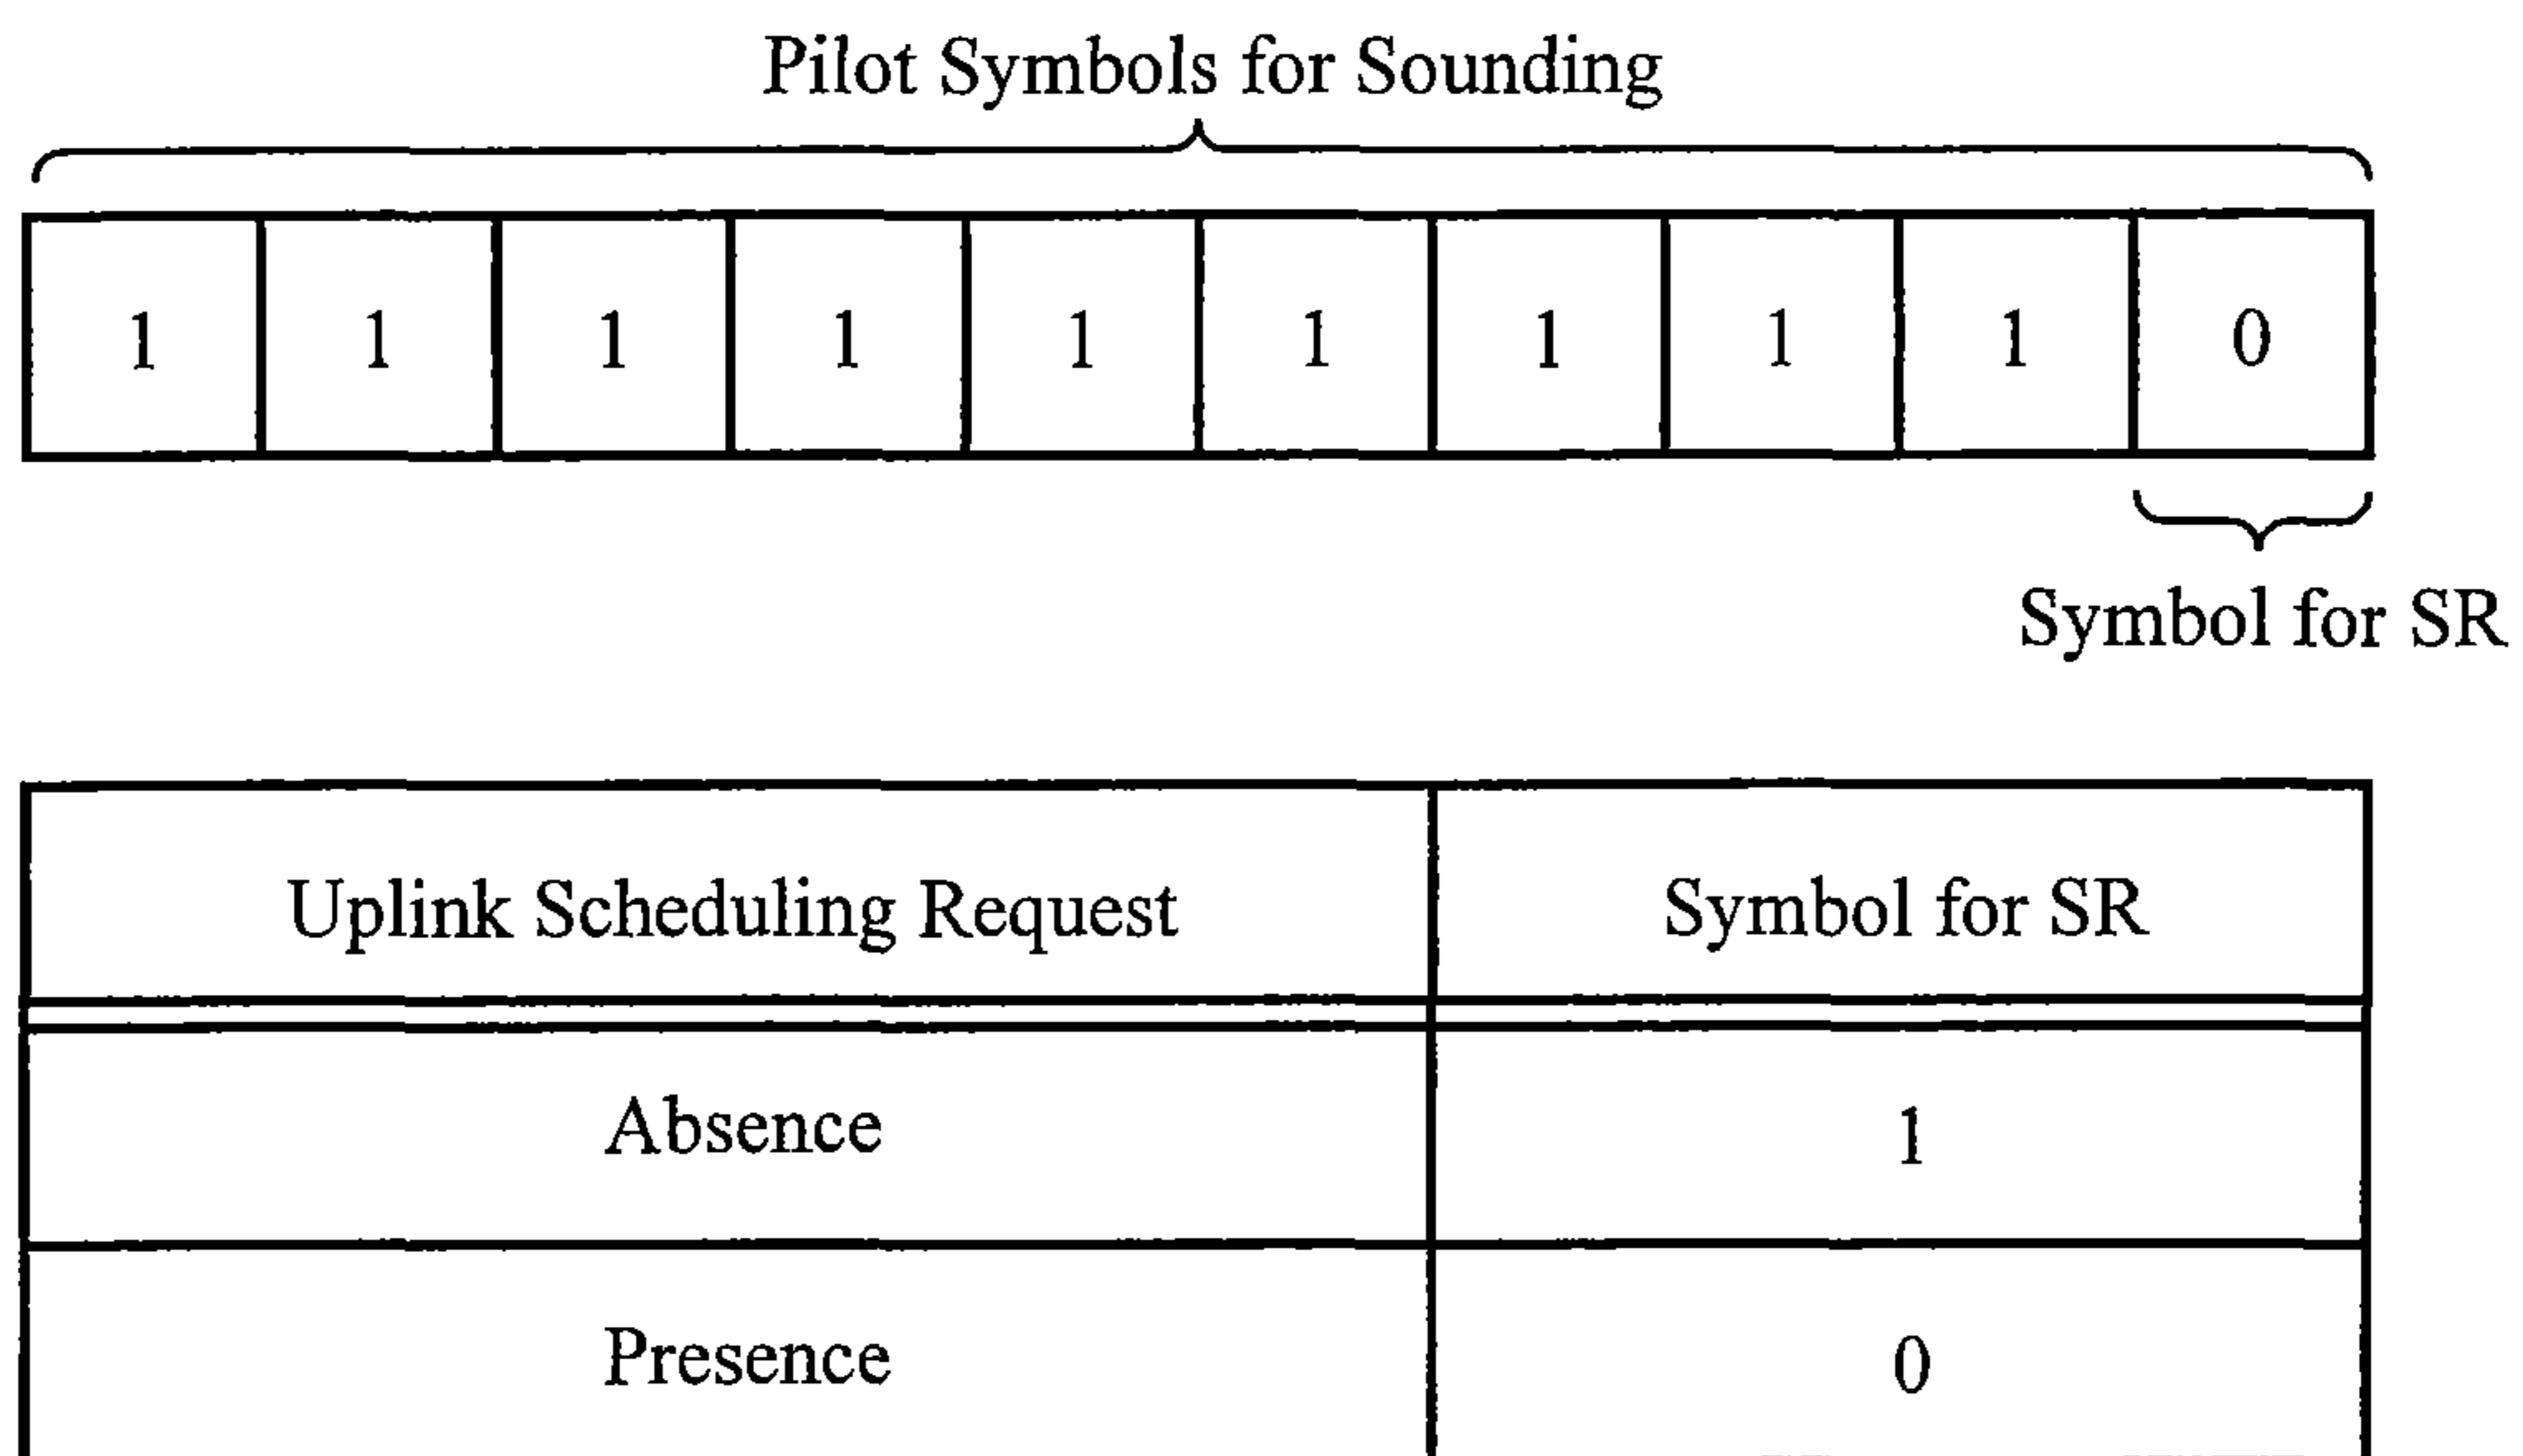 Pilot Symbols for Sounding
1 1 1 1 1 1 1 1 1 0
Symbol for SR
Uplink Scheduling Request Symbol for SR
Absence 1
Presence 0